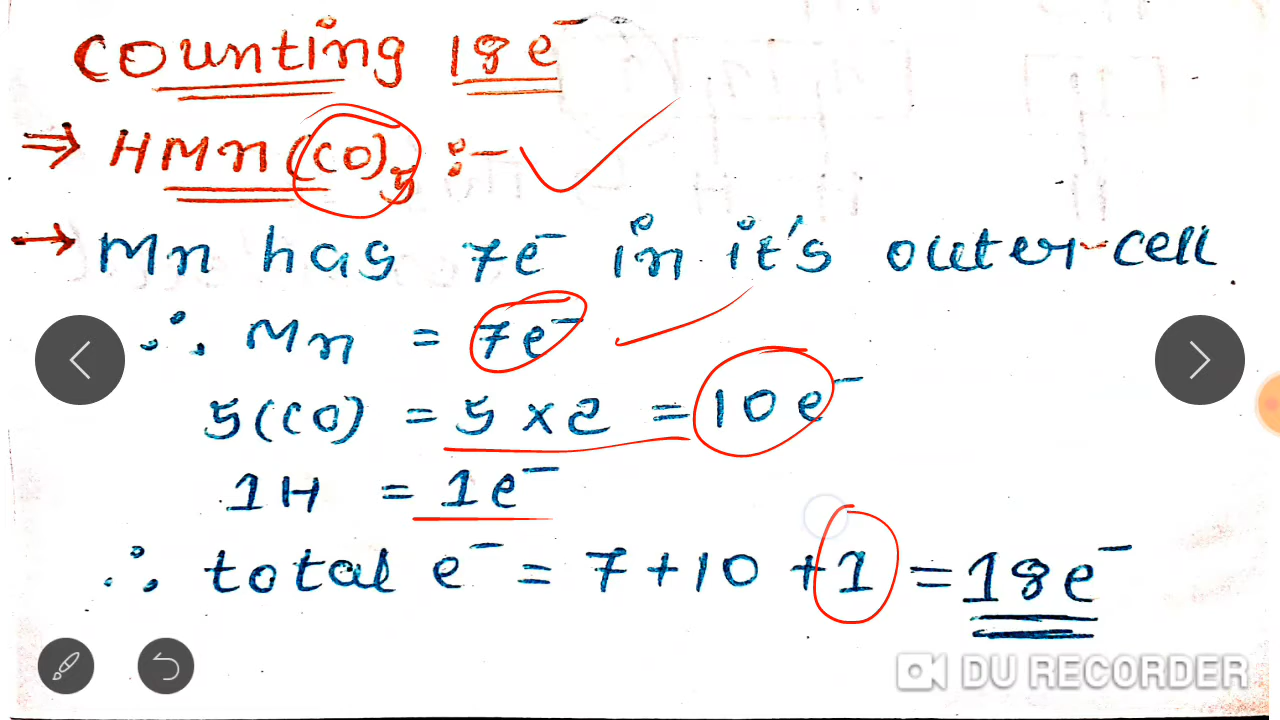 Counting 18e⁻
⇒ HMn(CO)₅ :-
→ Mn has 7e⁻ in it's outer-cell
∴ Mn = 7e⁻
5(CO) = 5 × 2 = 10e⁻
1H = 1e⁻
∴ total e⁻ = 7+10+1 = 18e⁻
DU RECORDER